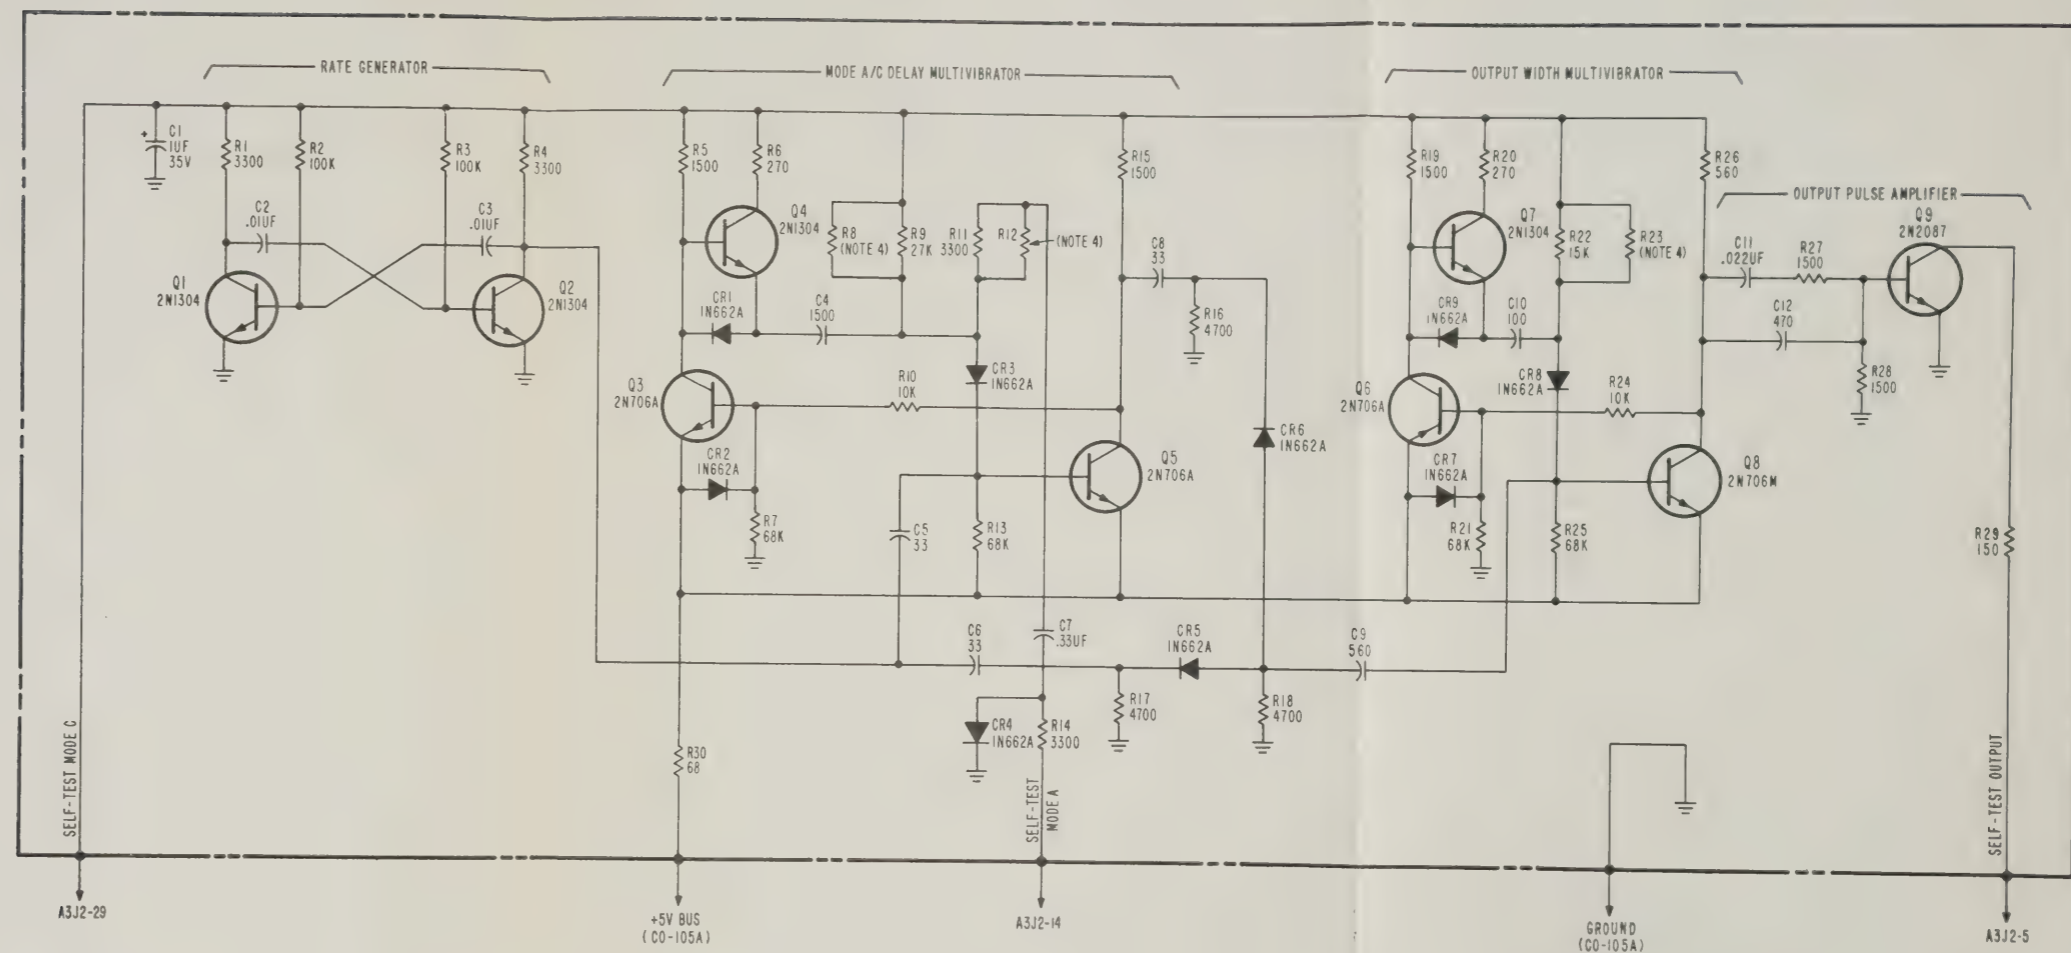 RATE GENERATOR
MODE A/C DELAY MULTIVIBRATOR
OUTPUT WIDTH MULTIVIBRATOR
OUTPUT PULSE AMPLIFIER
+
C1
1UF
35V
R1
3300
R2
100K
R3
100K
R4
3300
C2
.01UF
C3
.01UF
Q1
2N1304
Q2
2N1304
R5
1500
R6
270
Q4
2N1304
R8
(NOTE 4)
R9
27K
R11
3300
R12
(NOTE 4)
CR1
1N662A
C4
1500
Q3
2N706A
R10
10K
CR3
1N662A
CR2
1N662A
R7
68K
C5
33
R13
68K
Q5
2N706A
R15
1500
C8
33
R16
4700
CR6
1N662A
C6
33
C7
.33UF
CR5
1N662A
C9
560
R17
4700
R18
4700
CR4
1N662A
R14
3300
R30
68
R19
1500
R20
270
Q7
2N1304
R22
15K
R23
(NOTE 4)
CR9
1N662A
C10
100
Q6
2N706A
CR8
1N662A
R24
10K
CR7
1N662A
R21
68K
R25
68K
Q8
2N706M
R26
560
C11
.022UF
R27
1500
Q9
2N2087
C12
470
R28
1500
R29
150
SELF-TEST MODE C
SELF-TEST
MODE A
SELF-TEST OUTPUT
A3J2-29
+5V BUS
(CO-105A)
A3J2-14
GROUND
(CO-105A)
A3J2-5